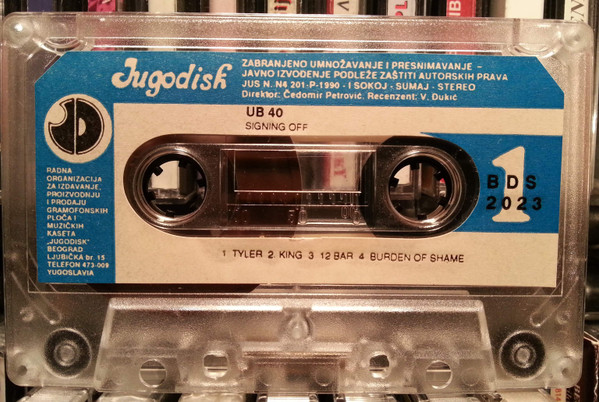 Jugodisk
ZABRANJENO UMNOŽAVANJE I PRESNIMAVANJE –
JAVNO IZVOĐENJE PODLEŽE ZAŠTITI AUTORSKIH PRAVA
JUS N. N4 201-P-1990 - I SOKOJ - SUMAJ - STEREO
Direktor: Čedomir Petrović, Recenzent: V. Đukić
UB 40
SIGNING OFF
RADNA
ORGANIZACIJA
ZA IZDAVANJE,
PROIZVODNJU
I PRODAJU
GRAMOFONSKIH
PLOČA I
MUZIČKIH
KASETA
„JUGODISK"
BEOGRAD
LJUBIČKA br. 15
TELEFON 473-009
YUGOSLAVIA
1
BDS
2023
1 TYLER 2. KING 3 12 BAR 4 BURDEN OF SHAME